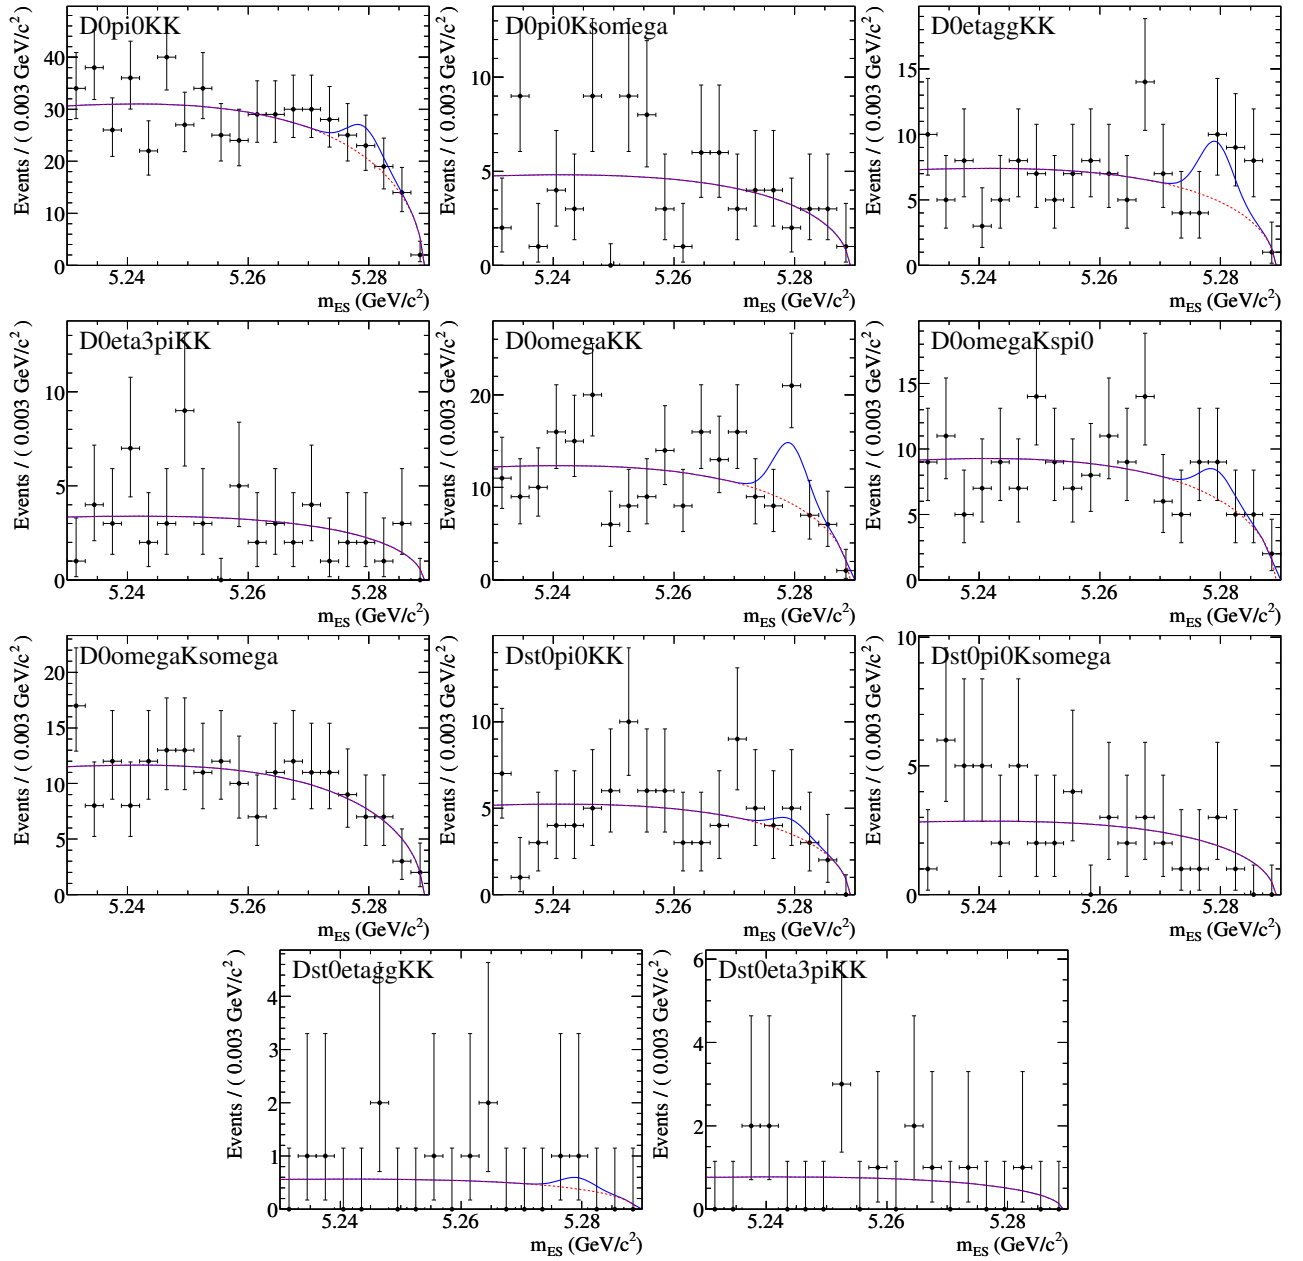 D0pi0KK
Events / ( 0.003 GeV/c² )
0
10
20
30
40
5.24
5.26
5.28
m_ES (GeV/c²)
D0pi0Ksomega
Events / ( 0.003 GeV/c² )
0
5
10
5.24
5.26
5.28
m_ES (GeV/c²)
D0etaggKK
Events / ( 0.003 GeV/c² )
0
5
10
15
5.24
5.26
5.28
m_ES (GeV/c²)
D0eta3piKK
Events / ( 0.003 GeV/c² )
0
5
10
5.24
5.26
5.28
m_ES (GeV/c²)
D0omegaKK
Events / ( 0.003 GeV/c² )
0
10
20
5.24
5.26
5.28
m_ES (GeV/c²)
D0omegaKspi0
Events / ( 0.003 GeV/c² )
0
5
10
15
5.24
5.26
5.28
m_ES (GeV/c²)
D0omegaKsomega
Events / ( 0.003 GeV/c² )
0
5
10
15
20
5.24
5.26
5.28
m_ES (GeV/c²)
Dst0pi0KK
Events / ( 0.003 GeV/c² )
0
5
10
5.24
5.26
5.28
m_ES (GeV/c²)
Dst0pi0Ksomega
Events / ( 0.003 GeV/c² )
0
5
10
5.24
5.26
5.28
m_ES (GeV/c²)
Dst0etaggKK
Events / ( 0.003 GeV/c² )
0
1
2
3
4
5.24
5.26
5.28
m_ES (GeV/c²)
Dst0eta3piKK
Events / ( 0.003 GeV/c² )
0
2
4
6
5.24
5.26
5.28
m_ES (GeV/c²)